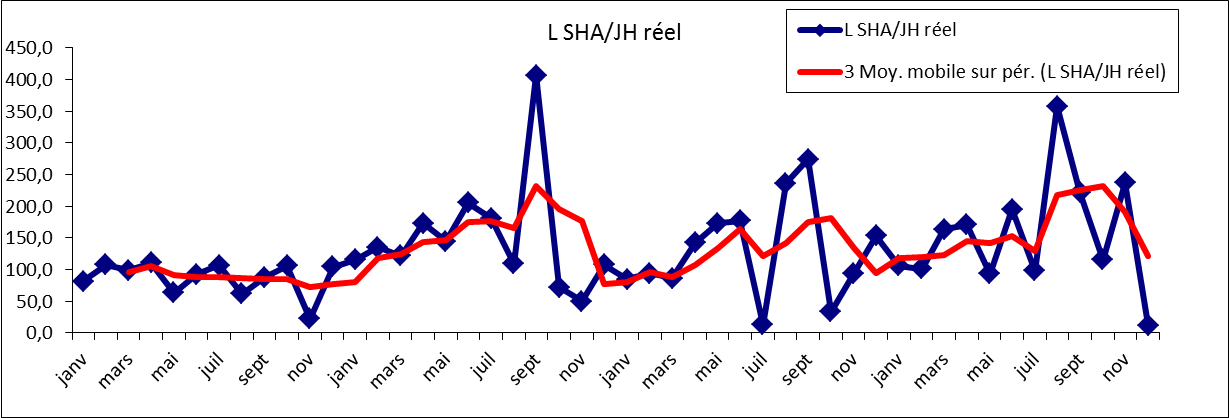 L SHA/JH réel
L SHA/JH réel
3 Moy. mobile sur pér. (L SHA/JH réel)
450,0
400,0
350,0
300,0
250,0
200,0
150,0
100,0
50,0
0,0
janv mars mai juil sept nov janv mars mai juil sept nov janv mars mai juil sept nov janv mars mai juil sept nov